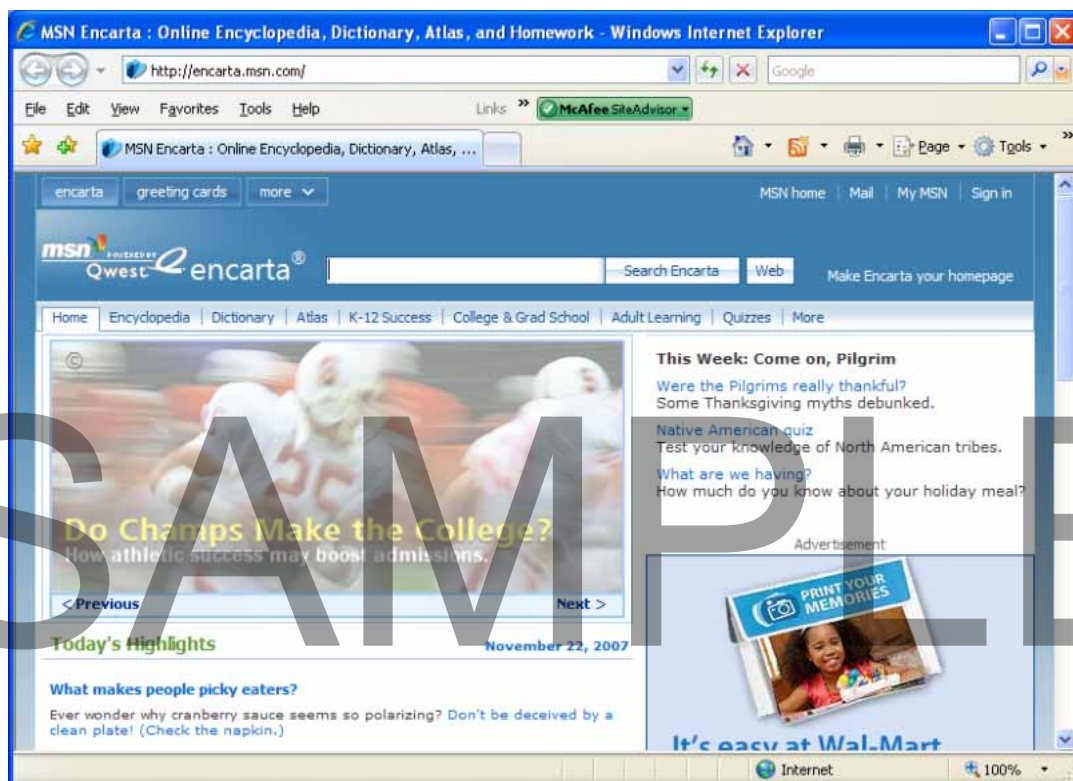 MSN Encarta : Online Encyclopedia, Dictionary, Atlas, and Homework - Windows Internet Explorer
http://encarta.msn.com/
Google
File Edit View Favorites Tools Help
Links »
McAfee SiteAdvisor
MSN Encarta : Online Encyclopedia, Dictionary, Atlas, ...
Page Tools »
encarta greeting cards more
MSN home Mail My MSN Sign in
msn POWERED BY Qwest encarta®
Search Encarta Web Make Encarta your homepage
Home Encyclopedia Dictionary Atlas K-12 Success College & Grad School Adult Learning Quizzes More
©
25
Do Champs Make the College?
How athletic success may boost admissions.
< Previous Next >
This Week: Come on, Pilgrim
Were the Pilgrims really thankful?
Some Thanksgiving myths debunked.
Native American quiz
Test your knowledge of North American tribes.
What are we having?
How much do you know about your holiday meal?
Advertisement
PRINT YOUR
MEMORIES
It's easy at Wal-Mart
SAMPLE
Today's Highlights November 22, 2007
What makes people picky eaters?
Ever wonder why cranberry sauce seems so polarizing? Don't be deceived by a
clean plate! (Check the napkin.)
Internet 100%